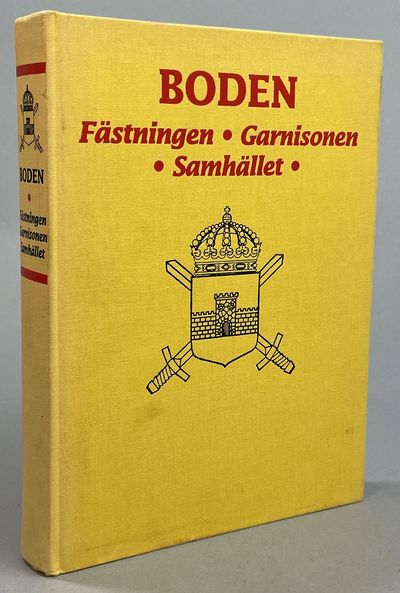 BODEN
Fästningen • Garnisonen
• Samhället •
BODEN
•
Fästningen
Garnisonen
Samhället